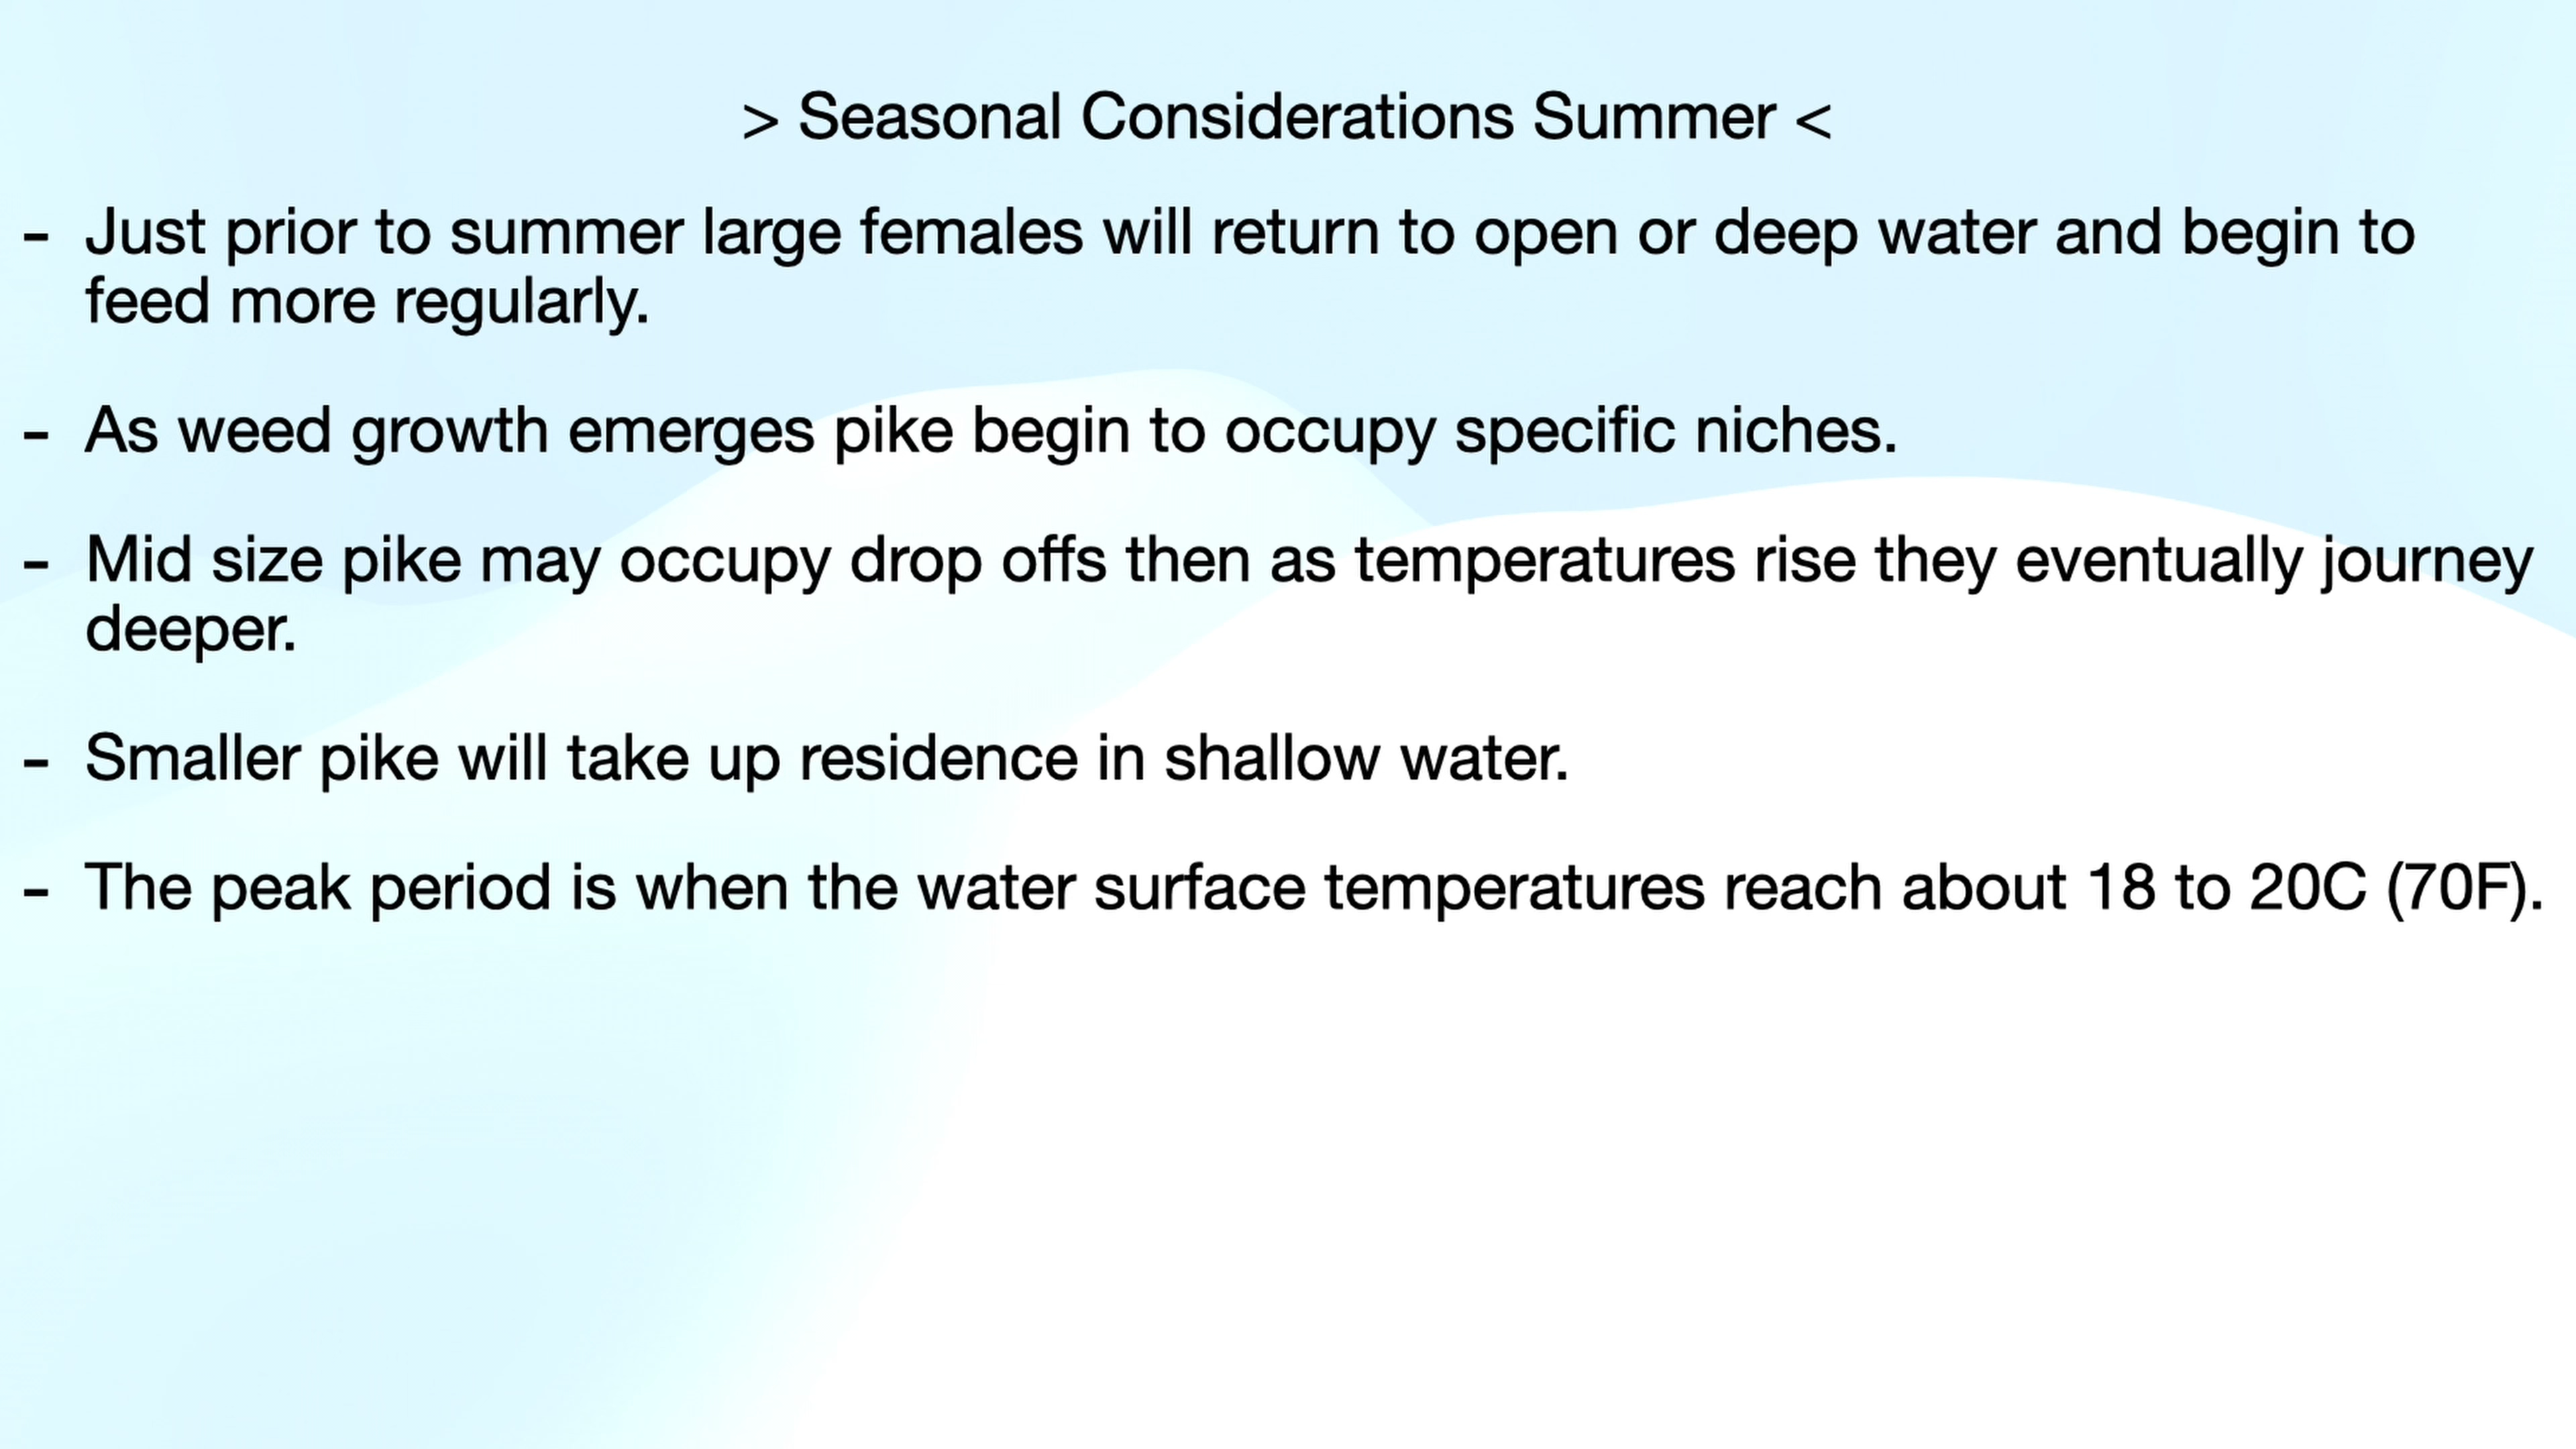 > Seasonal Considerations Summer <
- Just prior to summer large females will return to open or deep water and begin to
feed more regularly.
- As weed growth emerges pike begin to occupy specific niches.
- Mid size pike may occupy drop offs then as temperatures rise they eventually journey
deeper.
- Smaller pike will take up residence in shallow water.
- The peak period is when the water surface temperatures reach about 18 to 20C (70F).